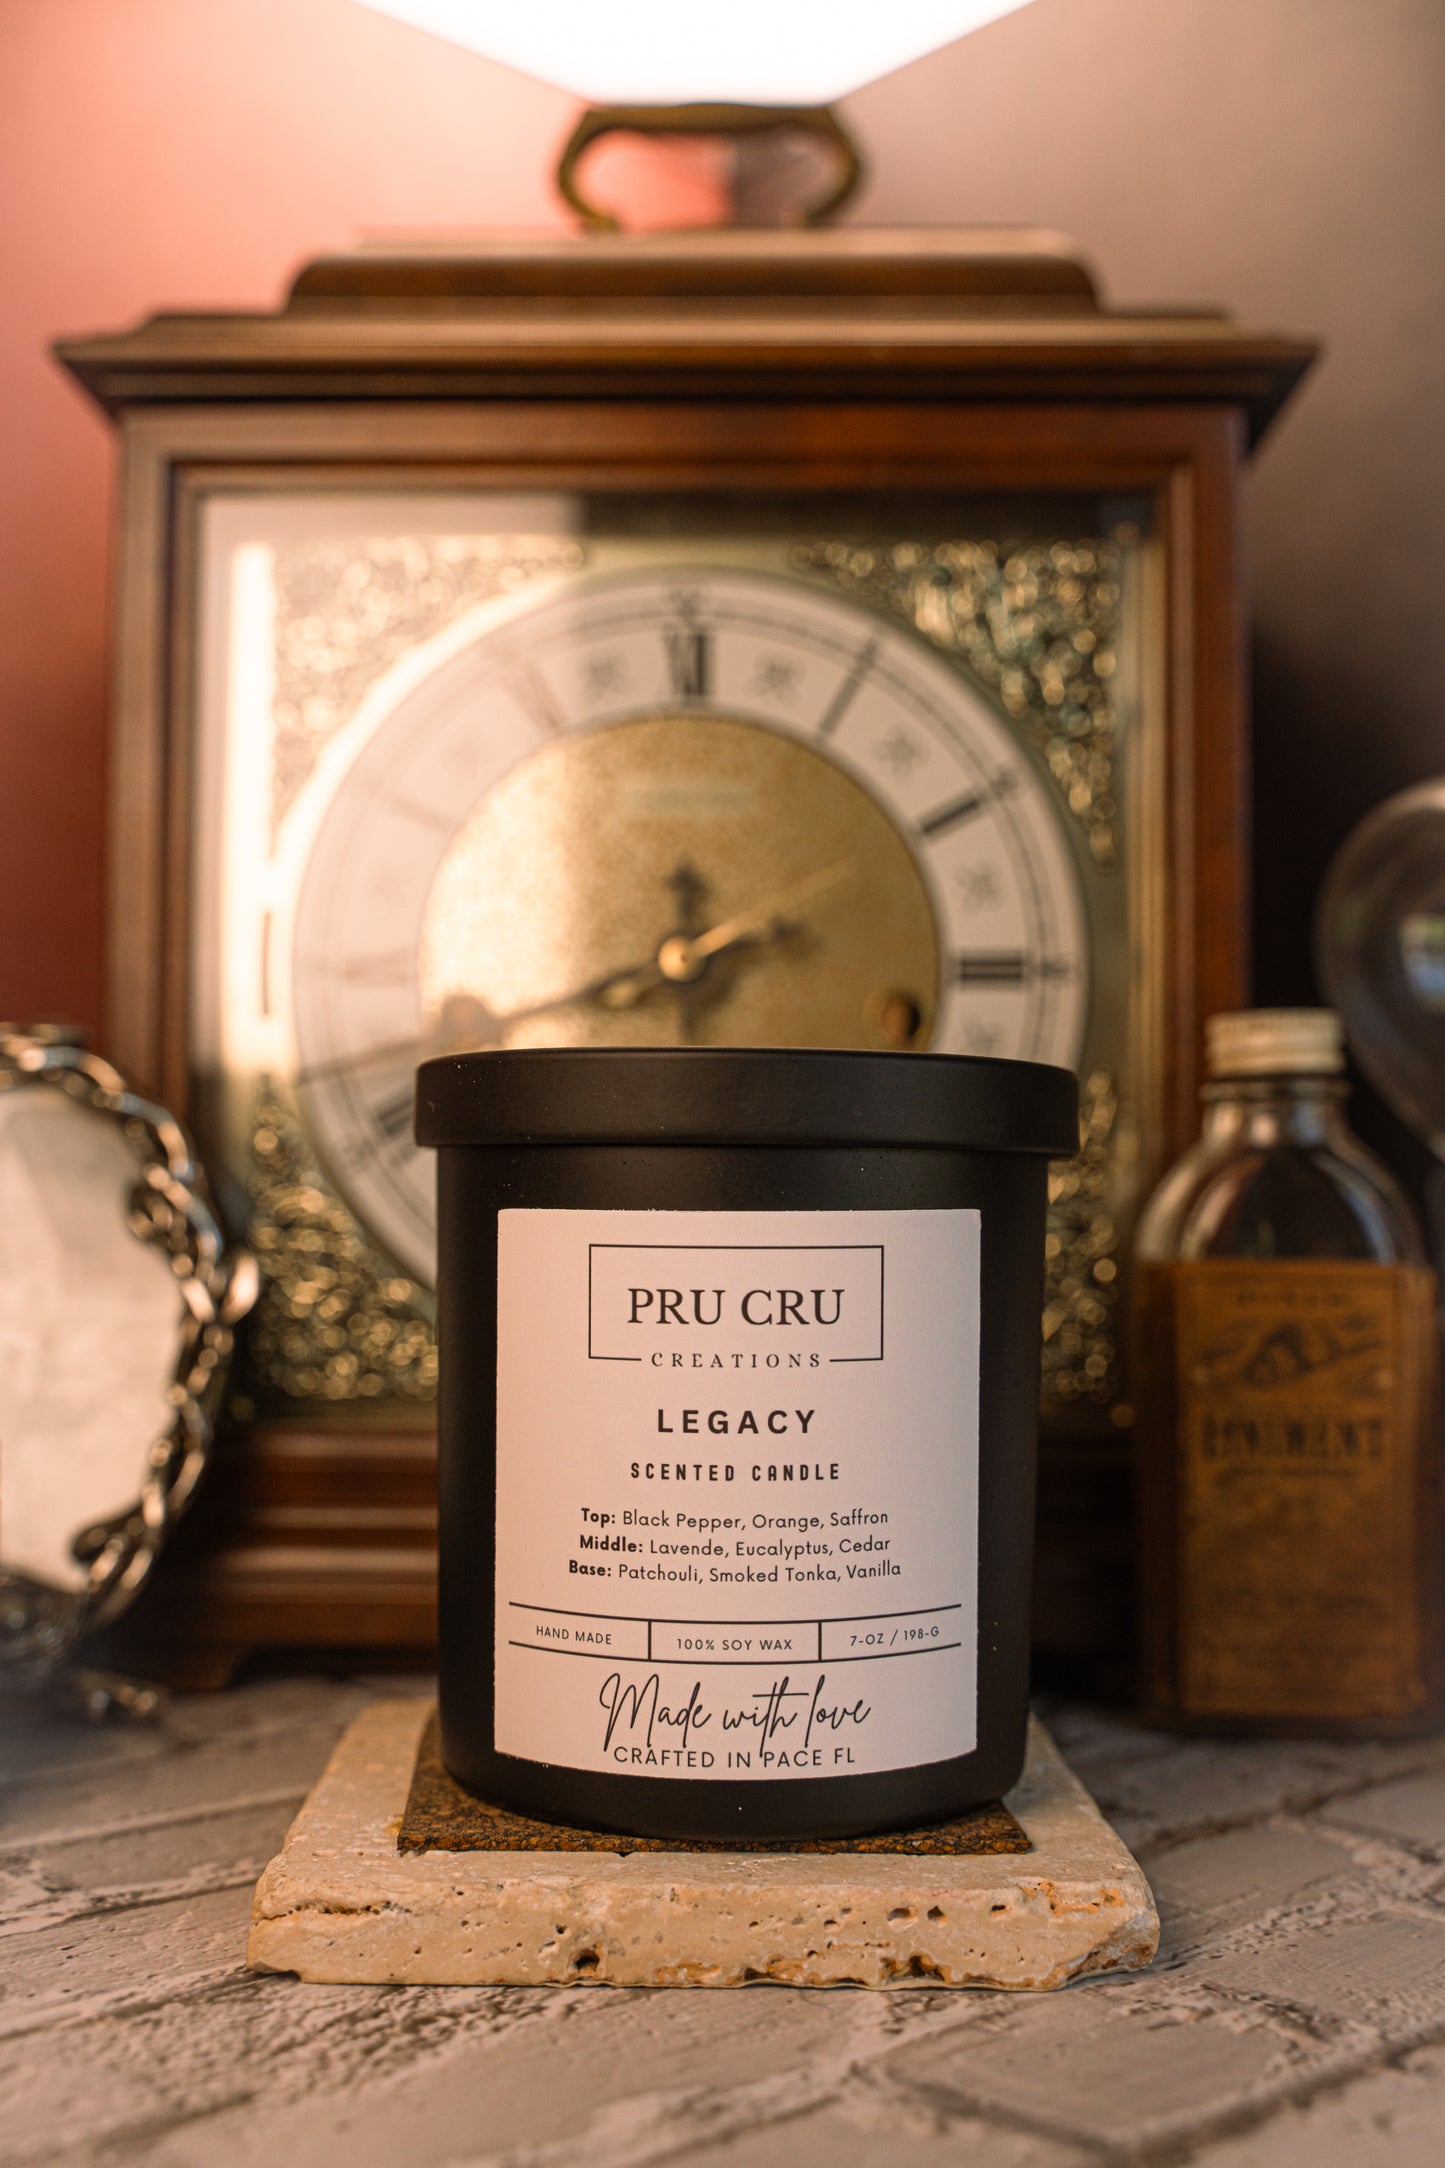 PRU CRU
CREATIONS
LEGACY
SCENTED CANDLE
Top: Black Pepper, Orange, Saffron
Middle: Lavende, Eucalyptus, Cedar
Base: Patchouli, Smoked Tonka, Vanilla
HAND MADE 100% SOY WAX 7-OZ / 198-G
Made with love
CRAFTED IN PACE FL
LINIMENT